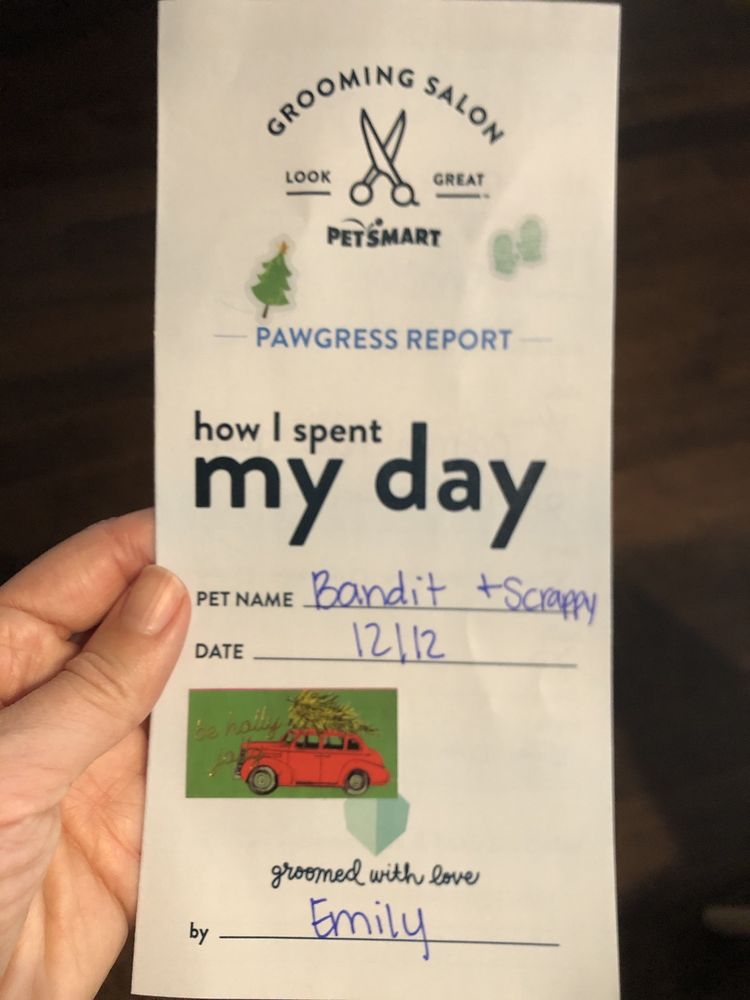 GROOMING SALON
LOOK GREAT
PETSMART
PAWGRESS REPORT
how I spent
my day
PET NAME Bandit + Scrappy
DATE 12/12
be holly
jolly
groomed with love
by Emily